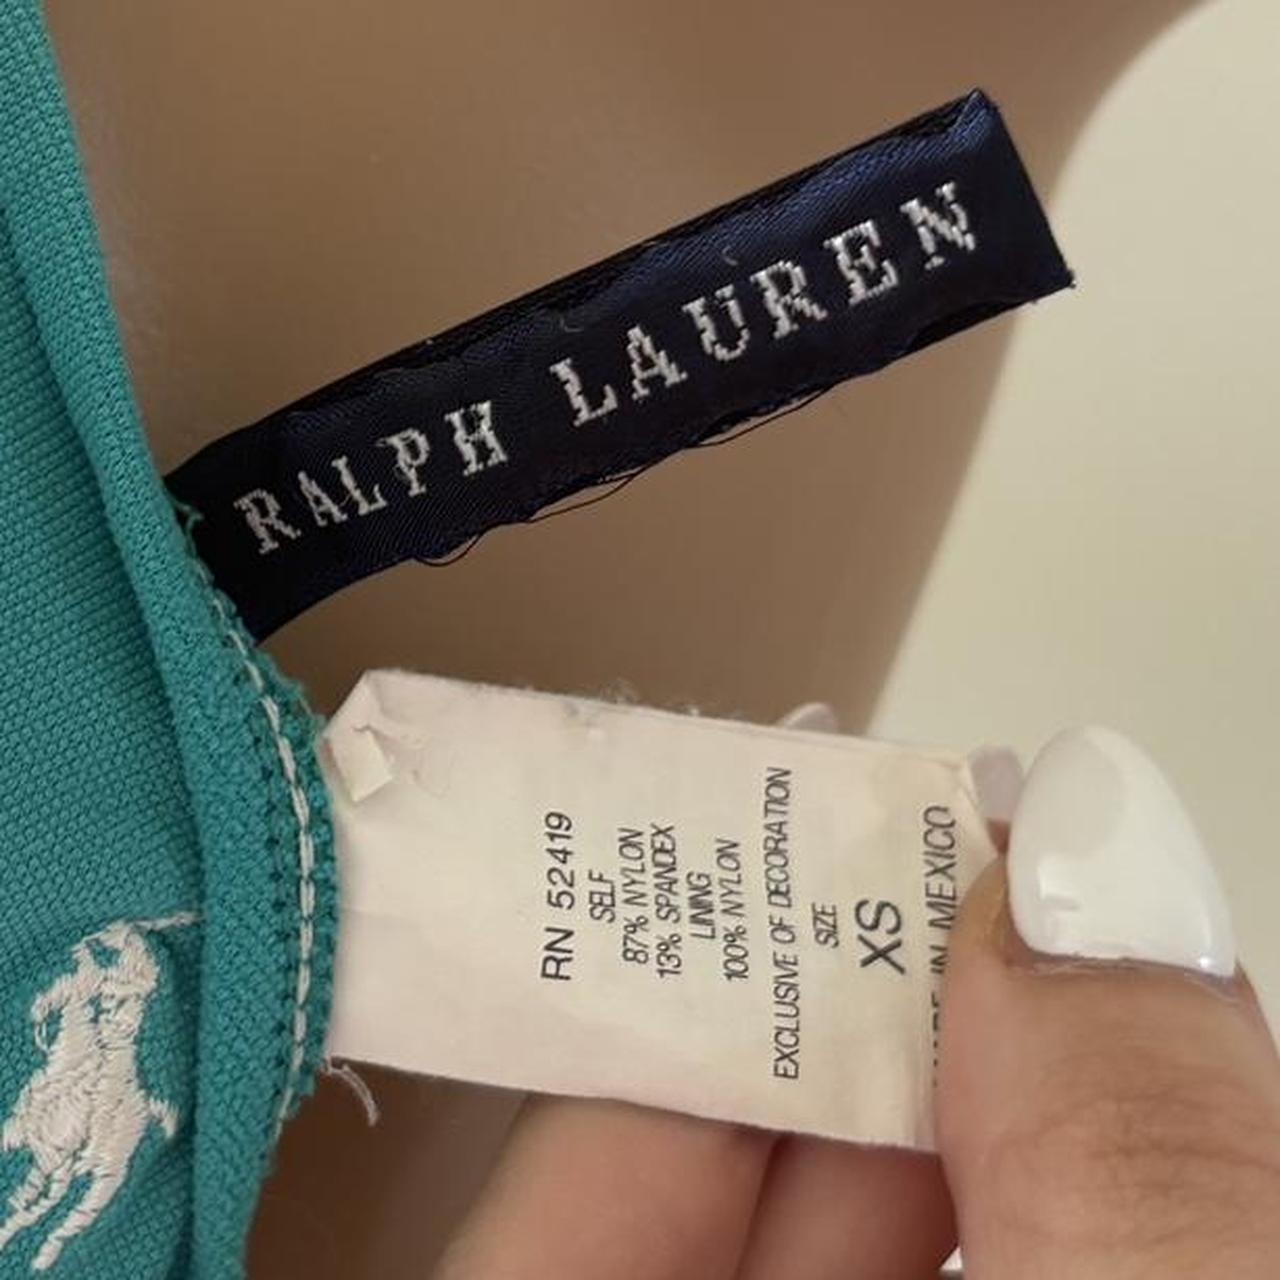 RALPH LAUREN
RN 52419
SELF
87% NYLON
13% SPANDEX
LINING
100% NYLON
EXCLUSIVE OF DECORATION
SIZE
XS
MADE IN MEXICO